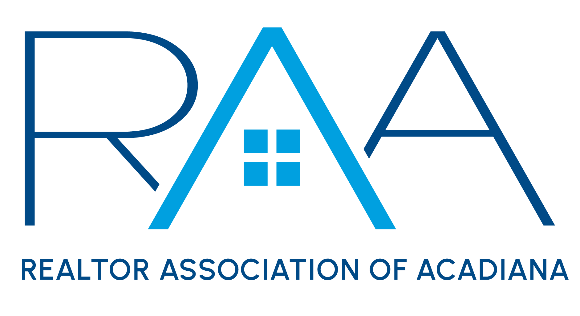 RAA
REALTOR ASSOCIATION OF ACADIANA